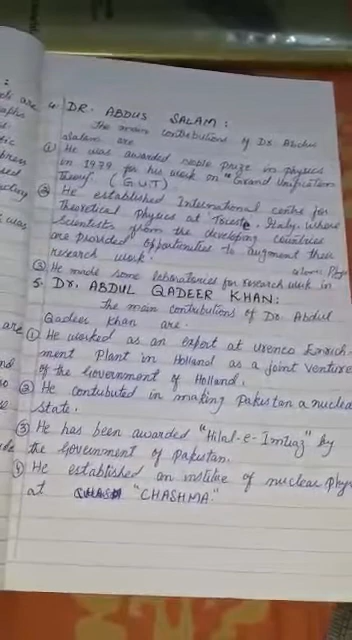 4. DR. ABDUS SALAM:
The main contributions of Dr. Abdus
salam are
① He was awarded noble prize in physics
in 1979 for his work on "Grand Unification
Theory" (GUT)
② He established International centre for
Theoretical physics at Trieste, Italy, where
Scientists from the developing countries
are provided opportunities to augment their
research work.
③ He made some laboratories for research work in
atomic Phy
5. Dr. ABDUL QADEER KHAN:
The main contributions of Dr. Abdul
Qadeer khan are.
① He worked as an expert at urenco Enrich-
ment Plant in Holland as a joint venture
of the Government of Holland.
② He contributed in making Pakistan a nuclea
state.
③ He has been awarded "Hilal-e-Imtiaz" by
the Government of Pakistan.
④ He established an institue of nuclear Phy
at "CHASHMA"